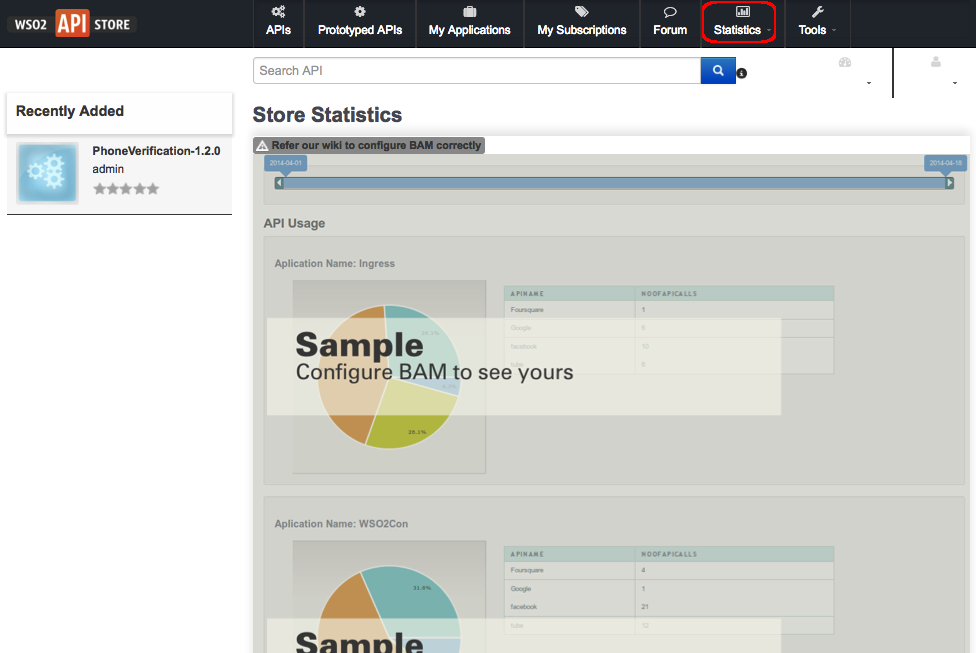 WSO2 API STORE
APIs
Prototyped APIs
My Applications
My Subscriptions
Forum
Statistics
Tools
Search API
Recently Added
PhoneVerification-1.2.0
admin
Store Statistics
Refer our wiki to configure BAM correctly
2014-04-01
2014-04-18
API Usage
Aplication Name: Ingress
APINAME NOOFAPICALLS
Foursquare 1
Google 6
facebook 10
Sample
Configure BAM to see yours
26.1%
Aplication Name: WSO2Con
APINAME NOOFAPICALLS
Foursquare 4
Google 1
facebook 21
31.6%
Sample